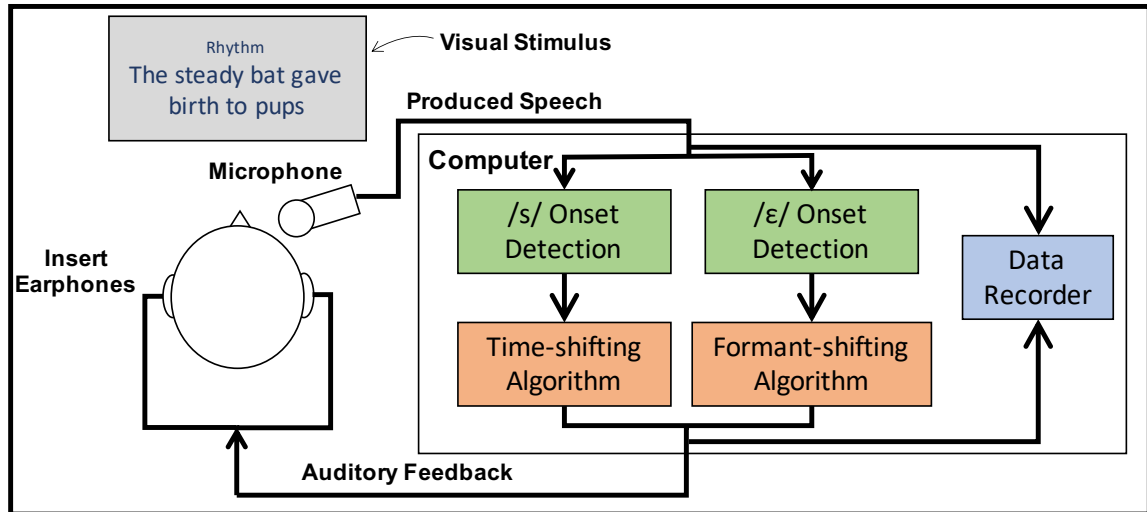 Rhythm
The steady bat gave
birth to pups
Visual Stimulus
Produced Speech
Microphone
Insert
Earphones
Computer
/s/ Onset
Detection
/ɛ/ Onset
Detection
Data
Recorder
Time-shifting
Algorithm
Formant-shifting
Algorithm
Auditory Feedback